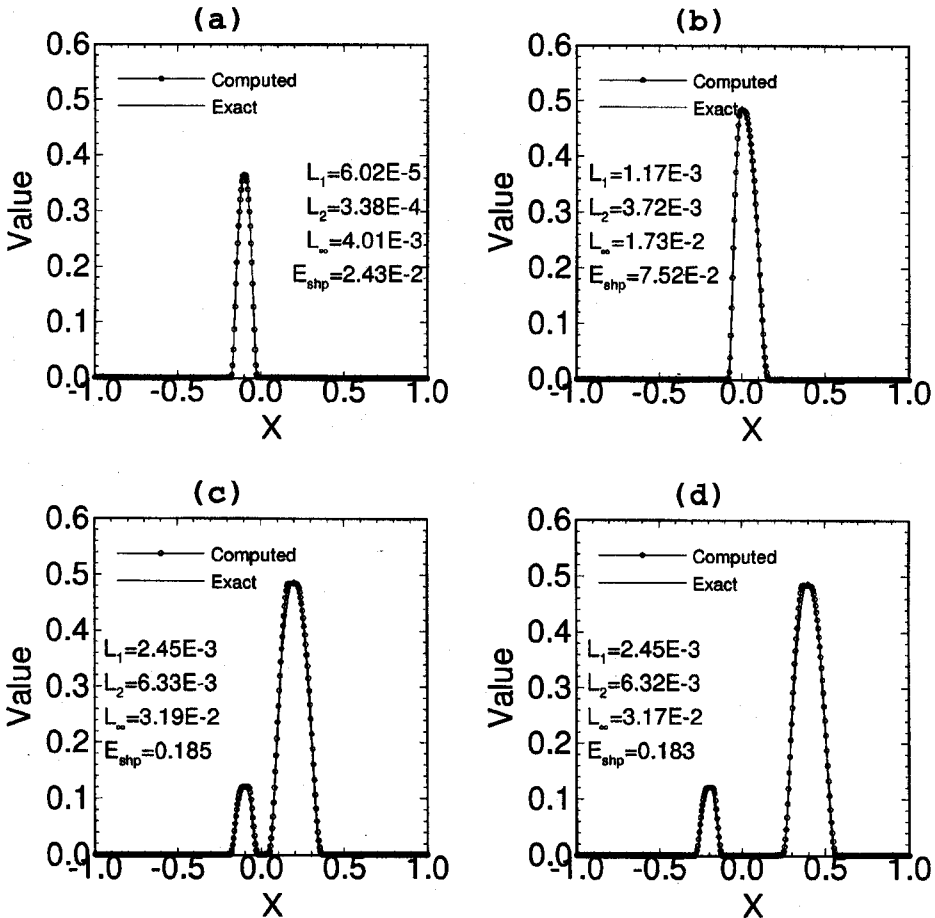 (a)
0.6
0.5
0.4
0.3
0.2
0.1
0.0
Value
Computed
Exact
L₁=6.02E-5
L₂=3.38E-4
L∞=4.01E-3
Eshp=2.43E-2
-1.0 -0.5 0.0 0.5 1.0
X
(b)
0.6
0.5
0.4
0.3
0.2
0.1
0.0
Value
Computed
Exact
L₁=1.17E-3
L₂=3.72E-3
L∞=1.73E-2
Eshp=7.52E-2
-1.0 -0.5 0.0 0.5 1.0
X
(c)
0.6
0.5
0.4
0.3
0.2
0.1
0.0
Value
Computed
Exact
L₁=2.45E-3
L₂=6.33E-3
L∞=3.19E-2
Eshp=0.185
-1.0 -0.5 0.0 0.5 1.0
X
(d)
0.6
0.5
0.4
0.3
0.2
0.1
0.0
Value
Computed
Exact
L₁=2.45E-3
L₂=6.32E-3
L∞=3.17E-2
Eshp=0.183
-1.0 -0.5 0.0 0.5 1.0
X